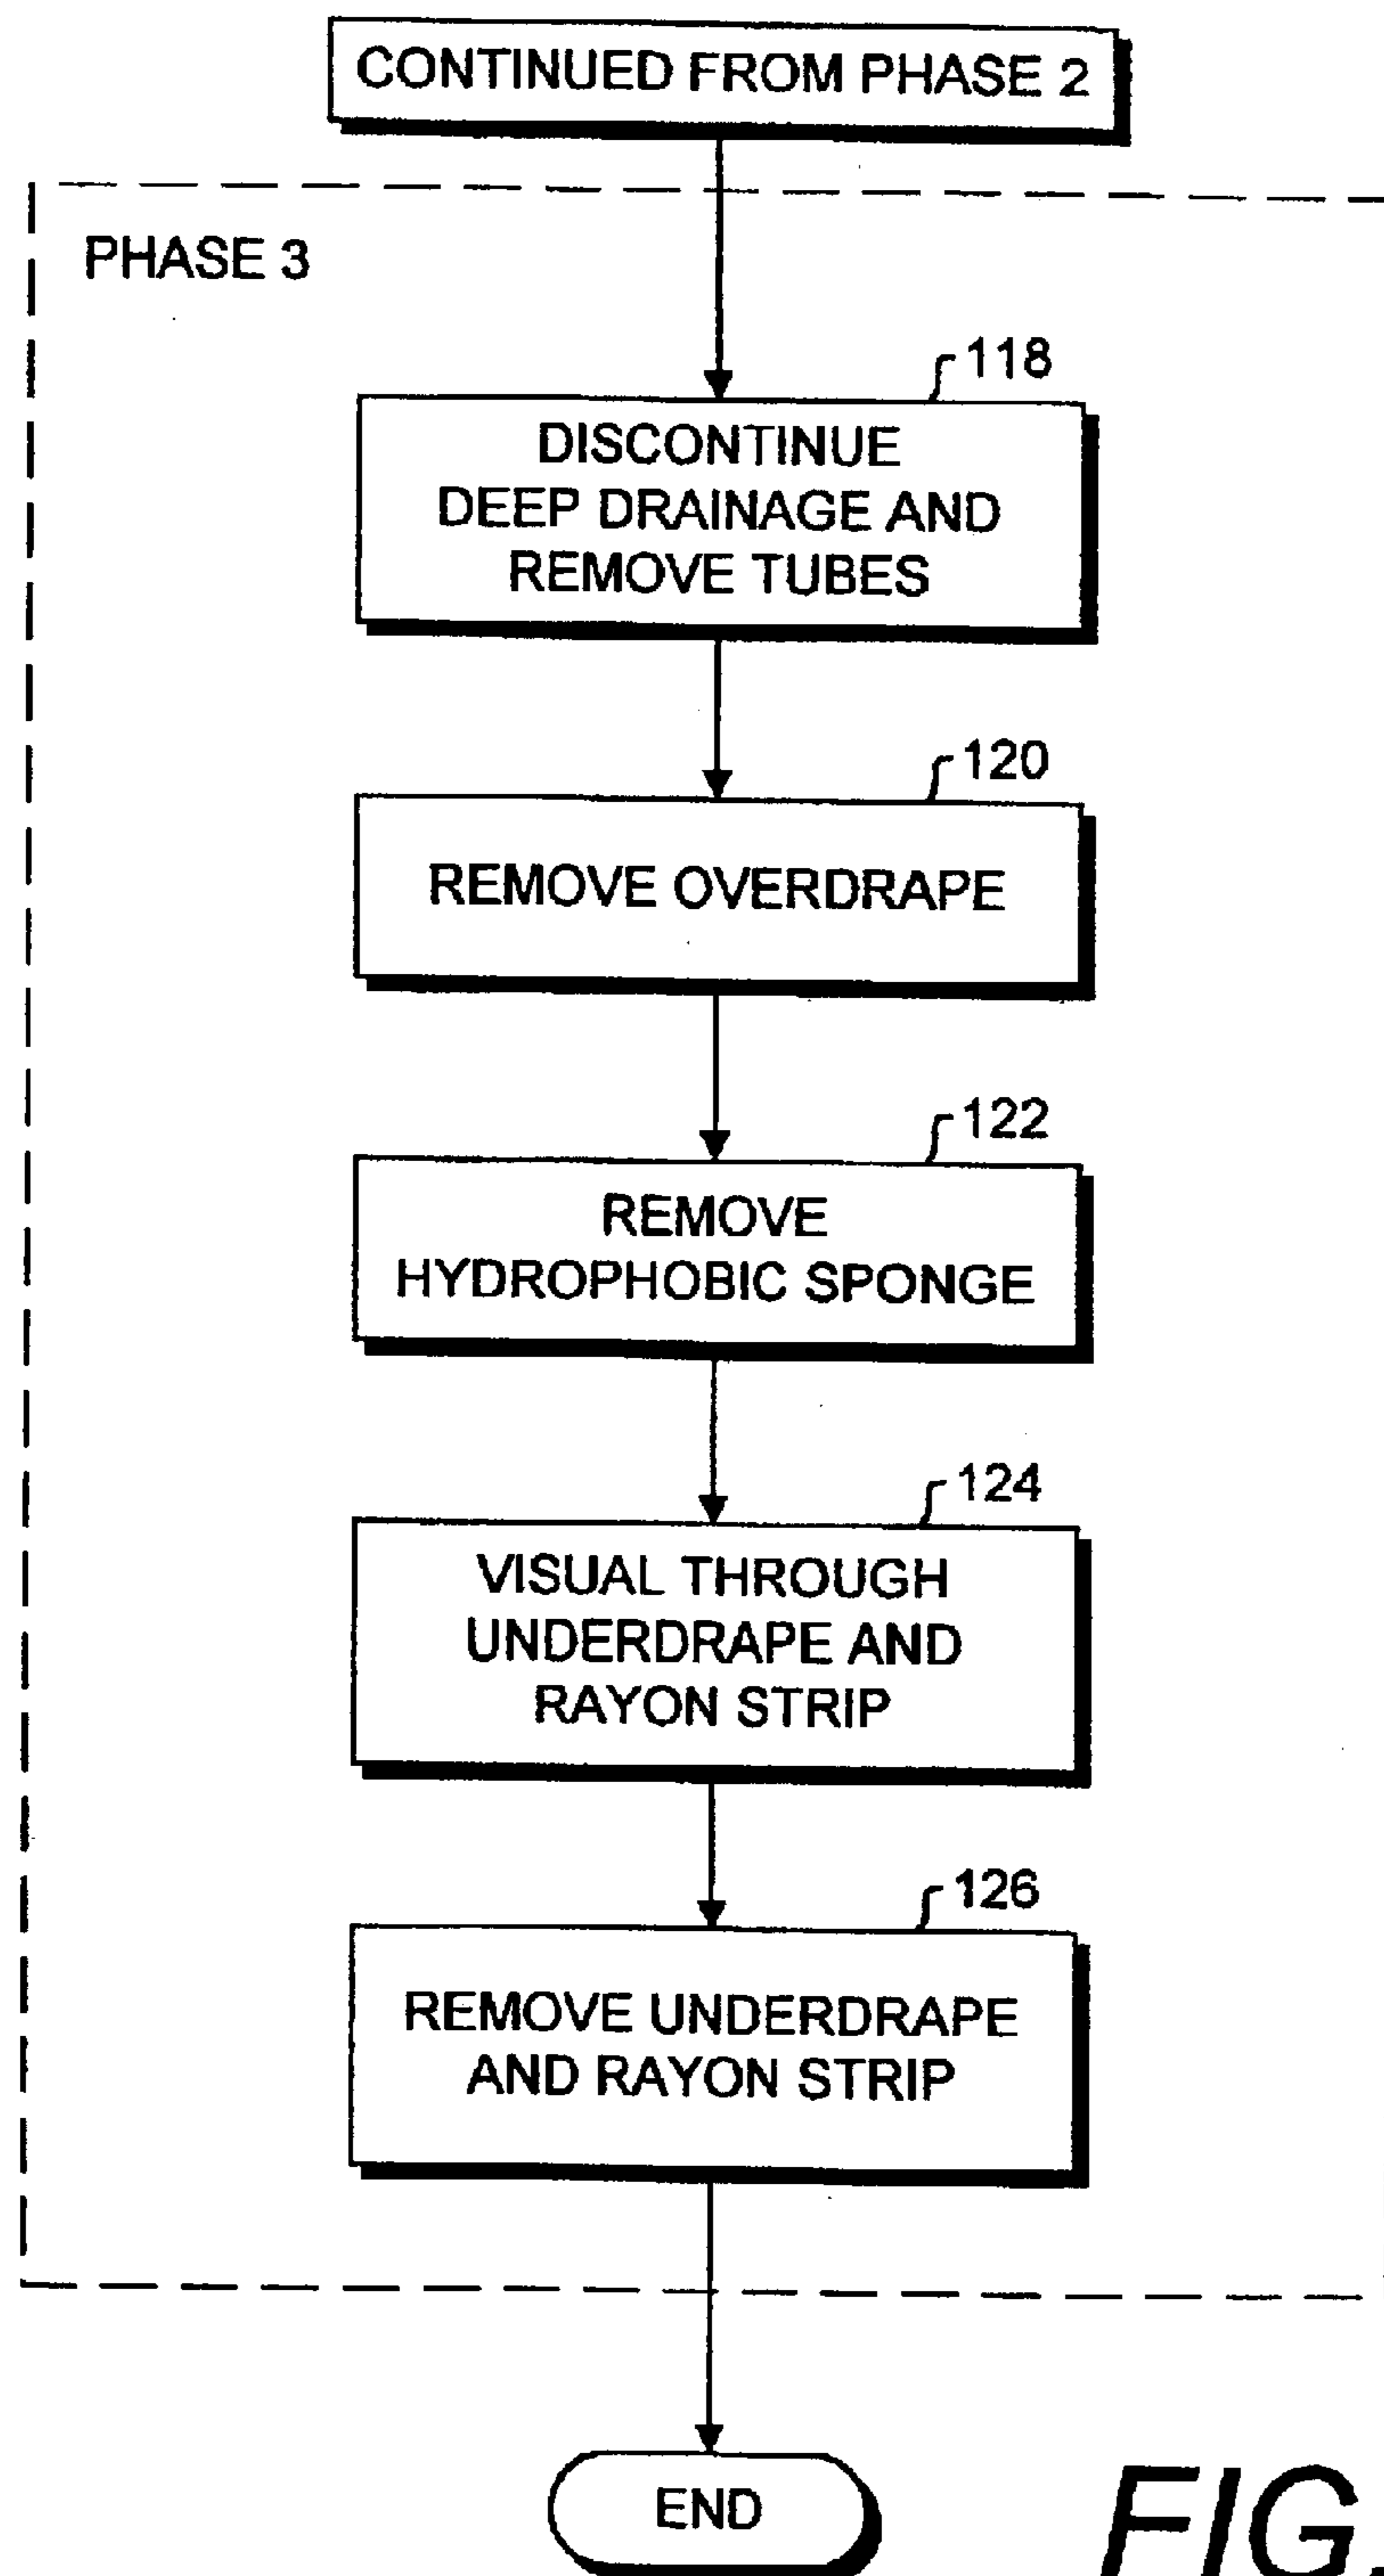 CONTINUED FROM PHASE 2
PHASE 3
118
DISCONTINUE
DEEP DRAINAGE AND
REMOVE TUBES
120
REMOVE OVERDRAPE
122
REMOVE
HYDROPHOBIC SPONGE
124
VISUAL THROUGH
UNDERDRAPE AND
RAYON STRIP
126
REMOVE UNDERDRAPE
AND RAYON STRIP
END
FIG.